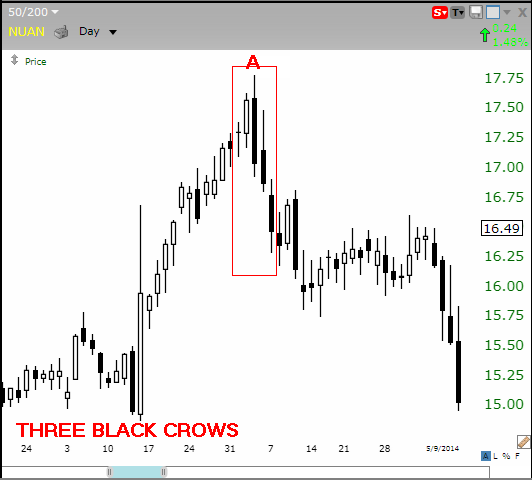 50/200 S T X
NUAN Day 0.24
1.45%
Price
A
17.75
17.50
17.25
17.00
16.75
16.49
16.25
16.00
15.75
15.50
15.25
15.00
THREE BLACK CROWS
24 3 10 17 24 31 7 14 21 28 5/9/2014
A L % F